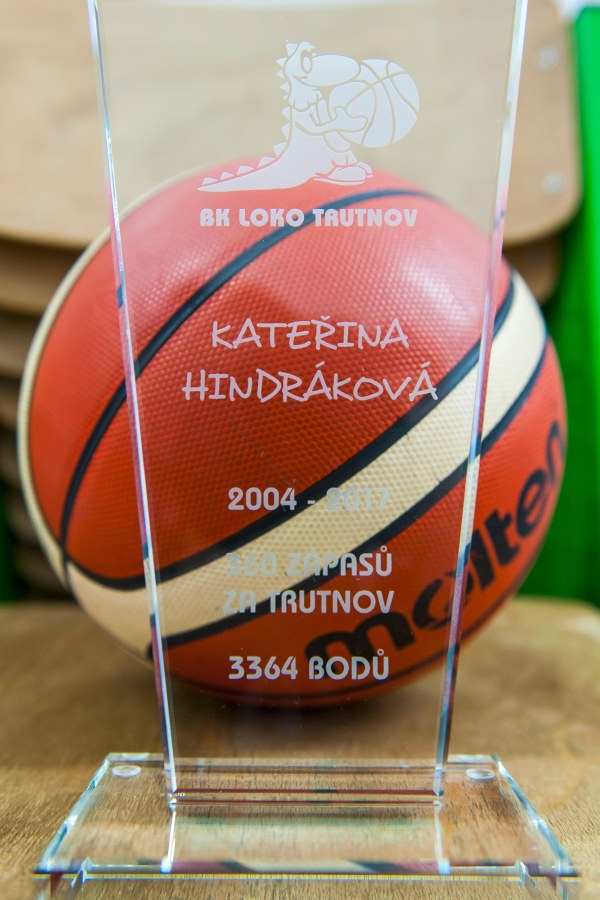 BK LOKO TRUTNOV
KATEŘINA
HINDRÁKOVÁ
2004 - 2017
360 ZÁPASŮ
ZA TRUTNOV
3364 BODŮ
molten